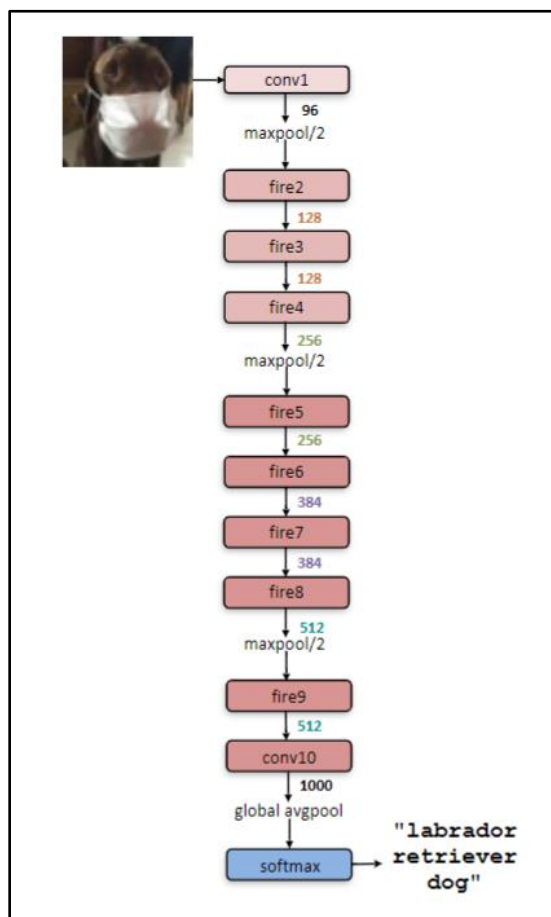 conv1
96
maxpool/2
fire2
128
fire3
128
fire4
256
maxpool/2
fire5
256
fire6
384
fire7
384
fire8
512
maxpool/2
fire9
512
conv10
1000
global avgpool
softmax
"labrador
retriever
dog"